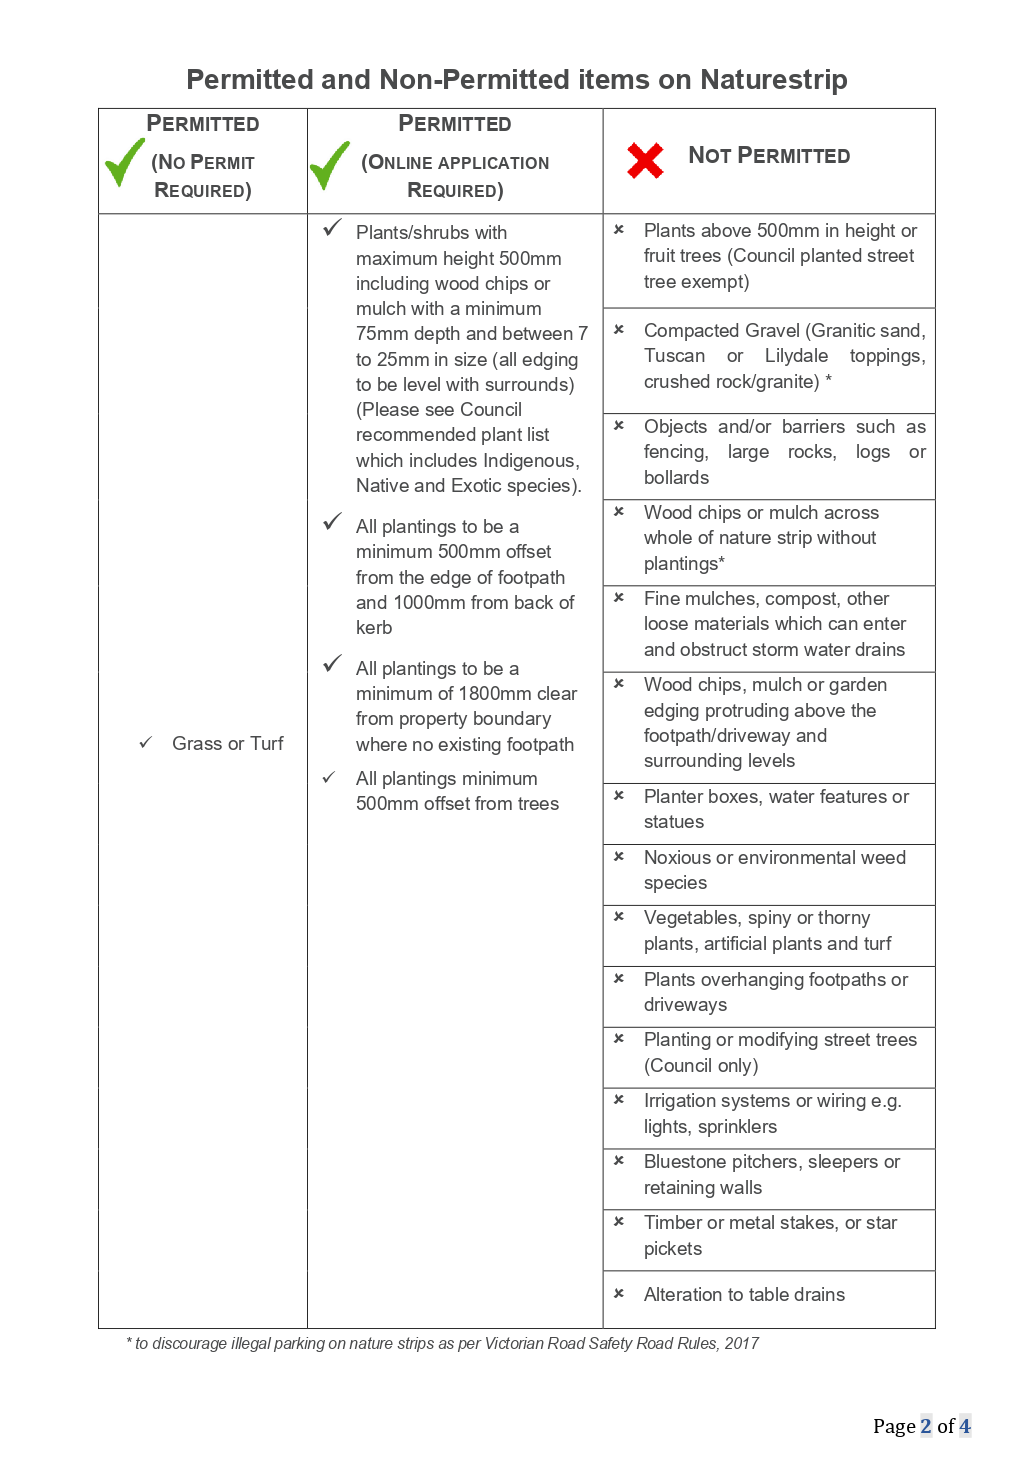 Permitted and Non-Permitted items on Naturestrip
PERMITTED
(NO PERMIT
REQUIRED)
PERMITTED
(ONLINE APPLICATION
REQUIRED)
NOT PERMITTED
Grass or Turf
Plants/shrubs with
maximum height 500mm
including wood chips or
mulch with a minimum
75mm depth and between 7
to 25mm in size (all edging
to be level with surrounds)
(Please see Council
recommended plant list
which includes Indigenous,
Native and Exotic species).
All plantings to be a
minimum 500mm offset
from the edge of footpath
and 1000mm from back of
kerb
All plantings to be a
minimum of 1800mm clear
from property boundary
where no existing footpath
All plantings minimum
500mm offset from trees
Plants above 500mm in height or
fruit trees (Council planted street
tree exempt)
Compacted Gravel (Granitic sand,
Tuscan or Lilydale toppings,
crushed rock/granite) *
Objects and/or barriers such as
fencing, large rocks, logs or
bollards
Wood chips or mulch across
whole of nature strip without
plantings*
Fine mulches, compost, other
loose materials which can enter
and obstruct storm water drains
Wood chips, mulch or garden
edging protruding above the
footpath/driveway and
surrounding levels
Planter boxes, water features or
statues
Noxious or environmental weed
species
Vegetables, spiny or thorny
plants, artificial plants and turf
Plants overhanging footpaths or
driveways
Planting or modifying street trees
(Council only)
Irrigation systems or wiring e.g.
lights, sprinklers
Bluestone pitchers, sleepers or
retaining walls
Timber or metal stakes, or star
pickets
Alteration to table drains
* to discourage illegal parking on nature strips as per Victorian Road Safety Road Rules, 2017
Page 2 of 4